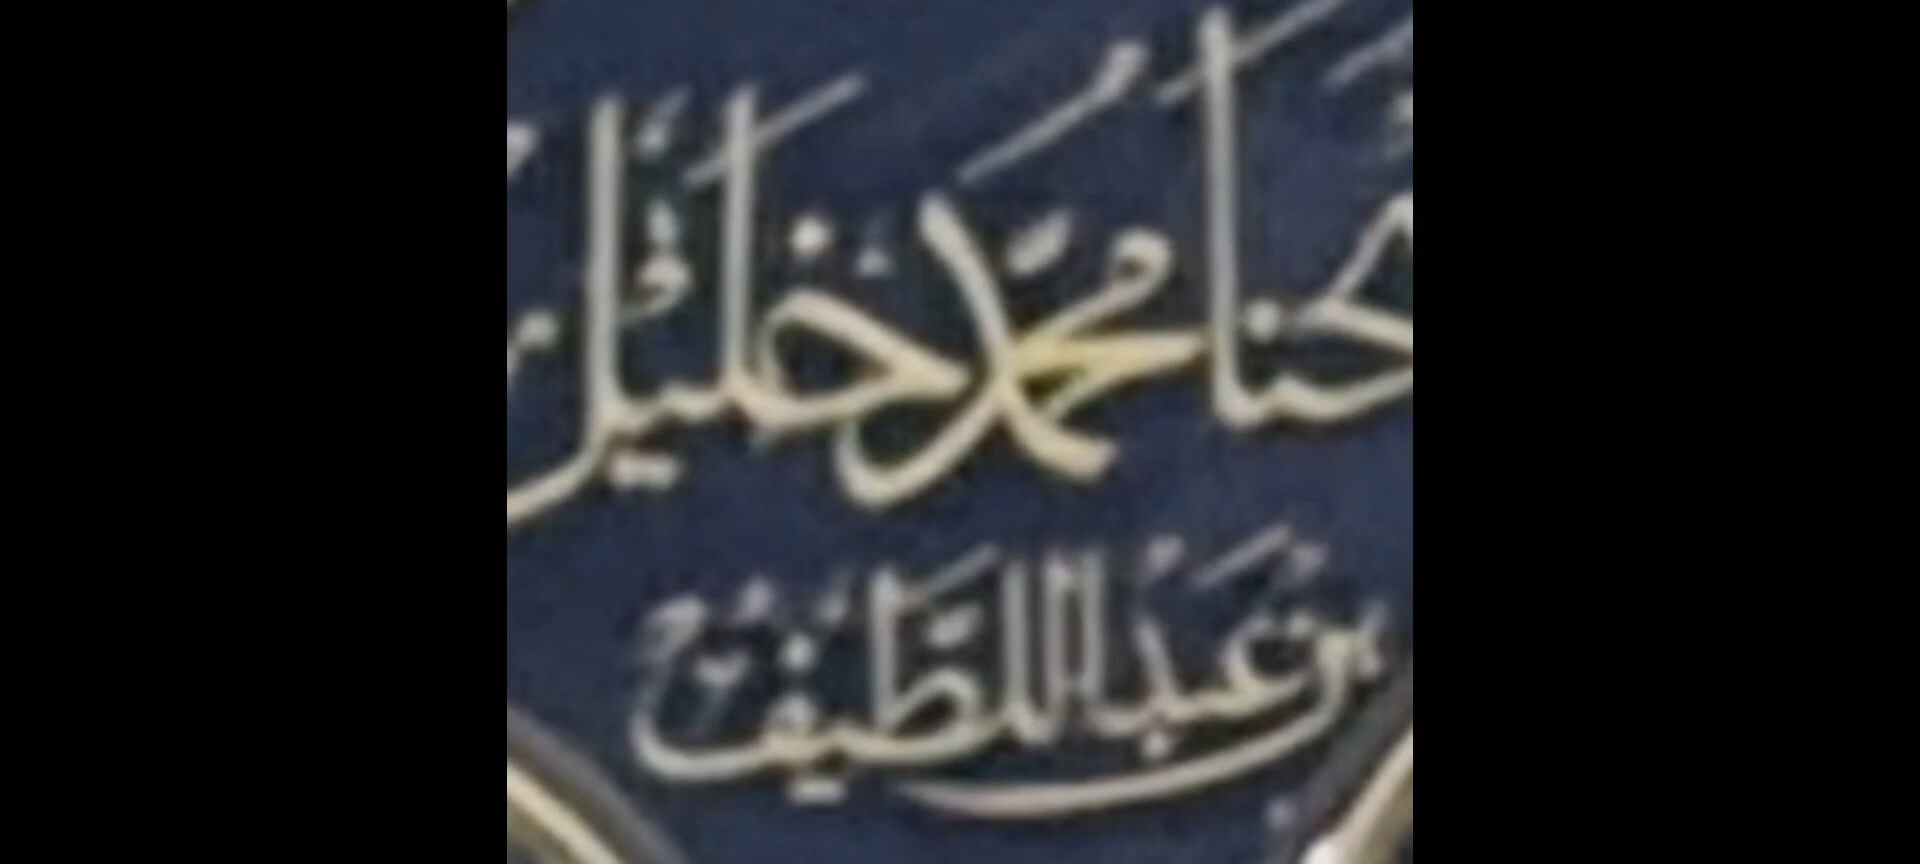 محمد خليل
بن عبد اللطيف